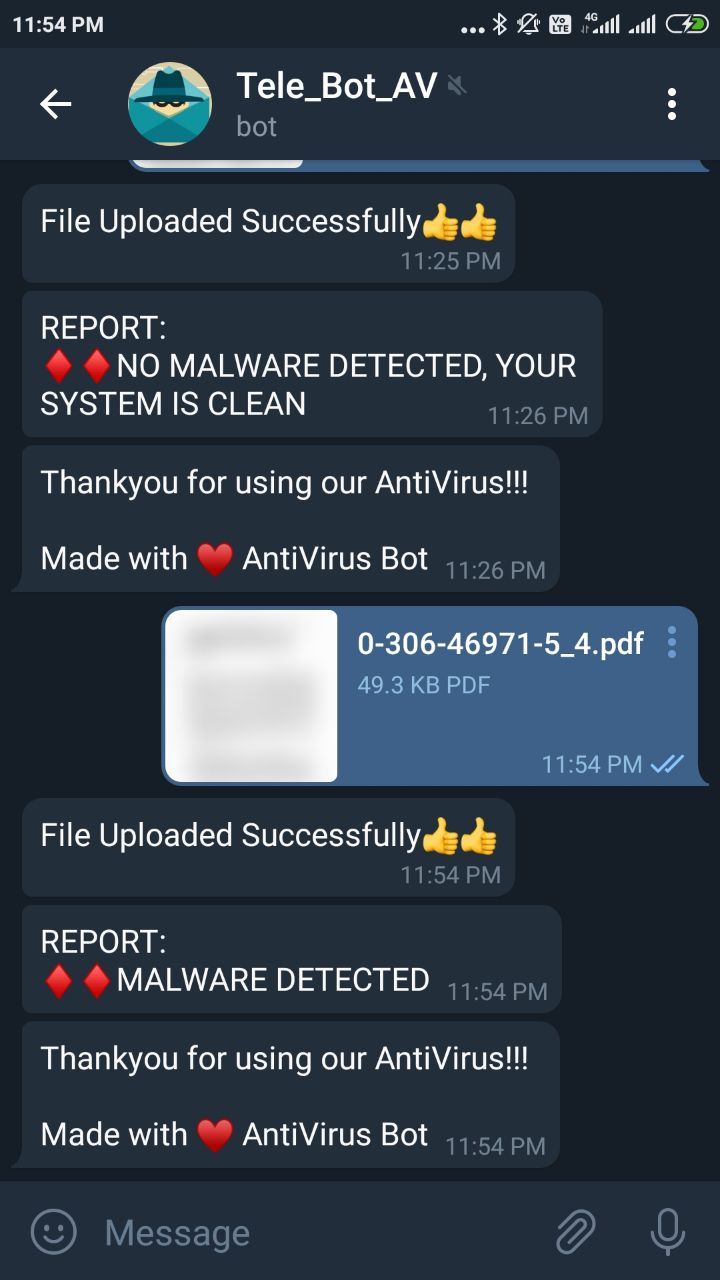 11:54 PM
Vo LTE 4G
Tele_Bot_AV
bot
File Uploaded Successfully👍👍
11:25 PM
REPORT:
♦️♦️NO MALWARE DETECTED, YOUR
SYSTEM IS CLEAN
11:26 PM
Thankyou for using our AntiVirus!!!
Made with ❤️ AntiVirus Bot
11:26 PM
0-306-46971-5_4.pdf
49.3 KB PDF
11:54 PM
File Uploaded Successfully👍👍
11:54 PM
REPORT:
♦️♦️MALWARE DETECTED
11:54 PM
Thankyou for using our AntiVirus!!!
Made with ❤️ AntiVirus Bot
11:54 PM
Message